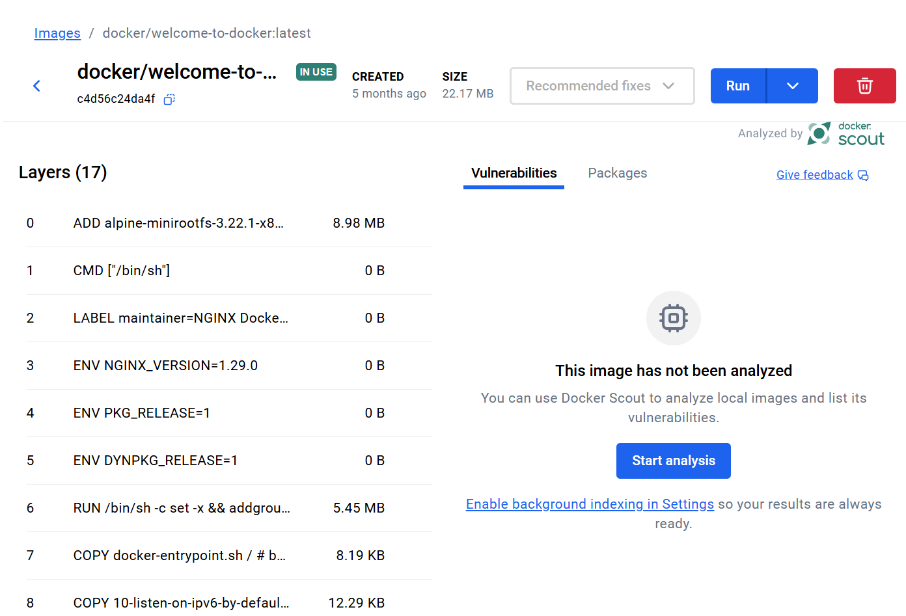 Images / docker/welcome-to-docker:latest
docker/welcome-to-...
IN USE
c4d56c24da4f
CREATED
5 months ago
SIZE
22.17 MB
Recommended fixes
Run
Analyzed by docker scout
Layers (17)
Vulnerabilities
Packages
Give feedback
0 ADD alpine-minirootfs-3.22.1-x8... 8.98 MB
1 CMD ["/bin/sh"] 0 B
2 LABEL maintainer=NGINX Docke... 0 B
3 ENV NGINX_VERSION=1.29.0 0 B
4 ENV PKG_RELEASE=1 0 B
5 ENV DYNPKG_RELEASE=1 0 B
6 RUN /bin/sh -c set -x && addgrou... 5.45 MB
7 COPY docker-entrypoint.sh / # b... 8.19 KB
8 COPY 10-listen-on-ipv6-by-defaul... 12.29 KB
This image has not been analyzed
You can use Docker Scout to analyze local images and list its
vulnerabilities.
Start analysis
Enable background indexing in Settings so your results are always
ready.